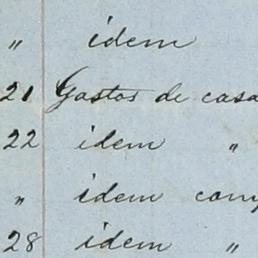 " idem
21 Gastos de casa
22 idem "
" idem
28 idem "